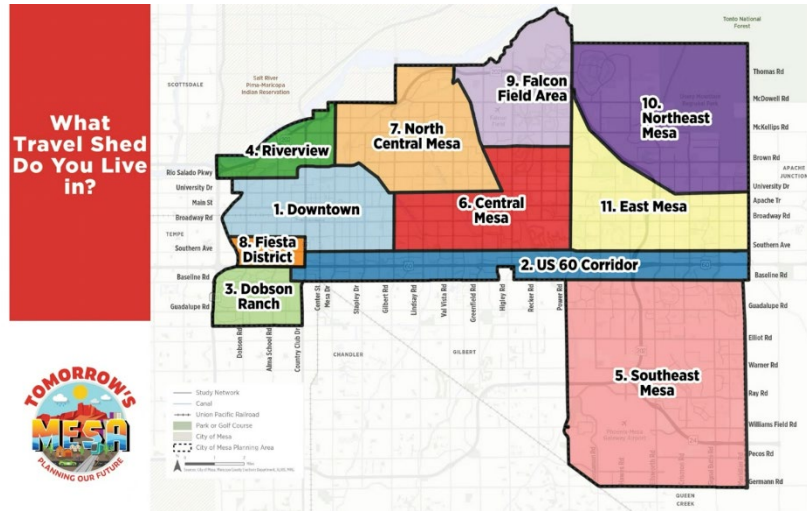 What
Travel Shed
Do You Live
in?
TOMORROW'S
MESA
PLANNING OUR FUTURE
Tonto National
Forest
SCOTTSDALE
Salt River
Pima-Maricopa
Indian Reservation
9. Falcon
Field Area
10.
Northeast
Mesa
7. North
Central Mesa
4. Riverview
1. Downtown
6. Central
Mesa
11. East Mesa
8. Fiesta
District
2. US 60 Corridor
3. Dobson
Ranch
5. Southeast
Mesa
Rio Salado Pkwy
University Dr
Main St
Broadway Rd
TEMPE
Southern Ave
Baseline Rd
Guadalupe Rd
Thomas Rd
McDowell Rd
McKellips Rd
Brown Rd
APACHE
JUNCTION
University Dr
Apache Tr
Broadway Rd
Southern Ave
Baseline Rd
Guadalupe Rd
Elliot Rd
Warner Rd
Ray Rd
Williams Field Rd
Pecos Rd
Germann Rd
Dobson Rd
Alma School Rd
Country Club Dr
Center St
Mesa Dr
Stapley Dr
Gilbert Rd
Lindsay Rd
Val Vista Rd
Greenfield Rd
Higley Rd
Recker Rd
Power Rd
CHANDLER
GILBERT
QUEEN
CREEK
Study Network
Canal
Union Pacific Railroad
Park or Golf Course
City of Mesa
City of Mesa Planning Area